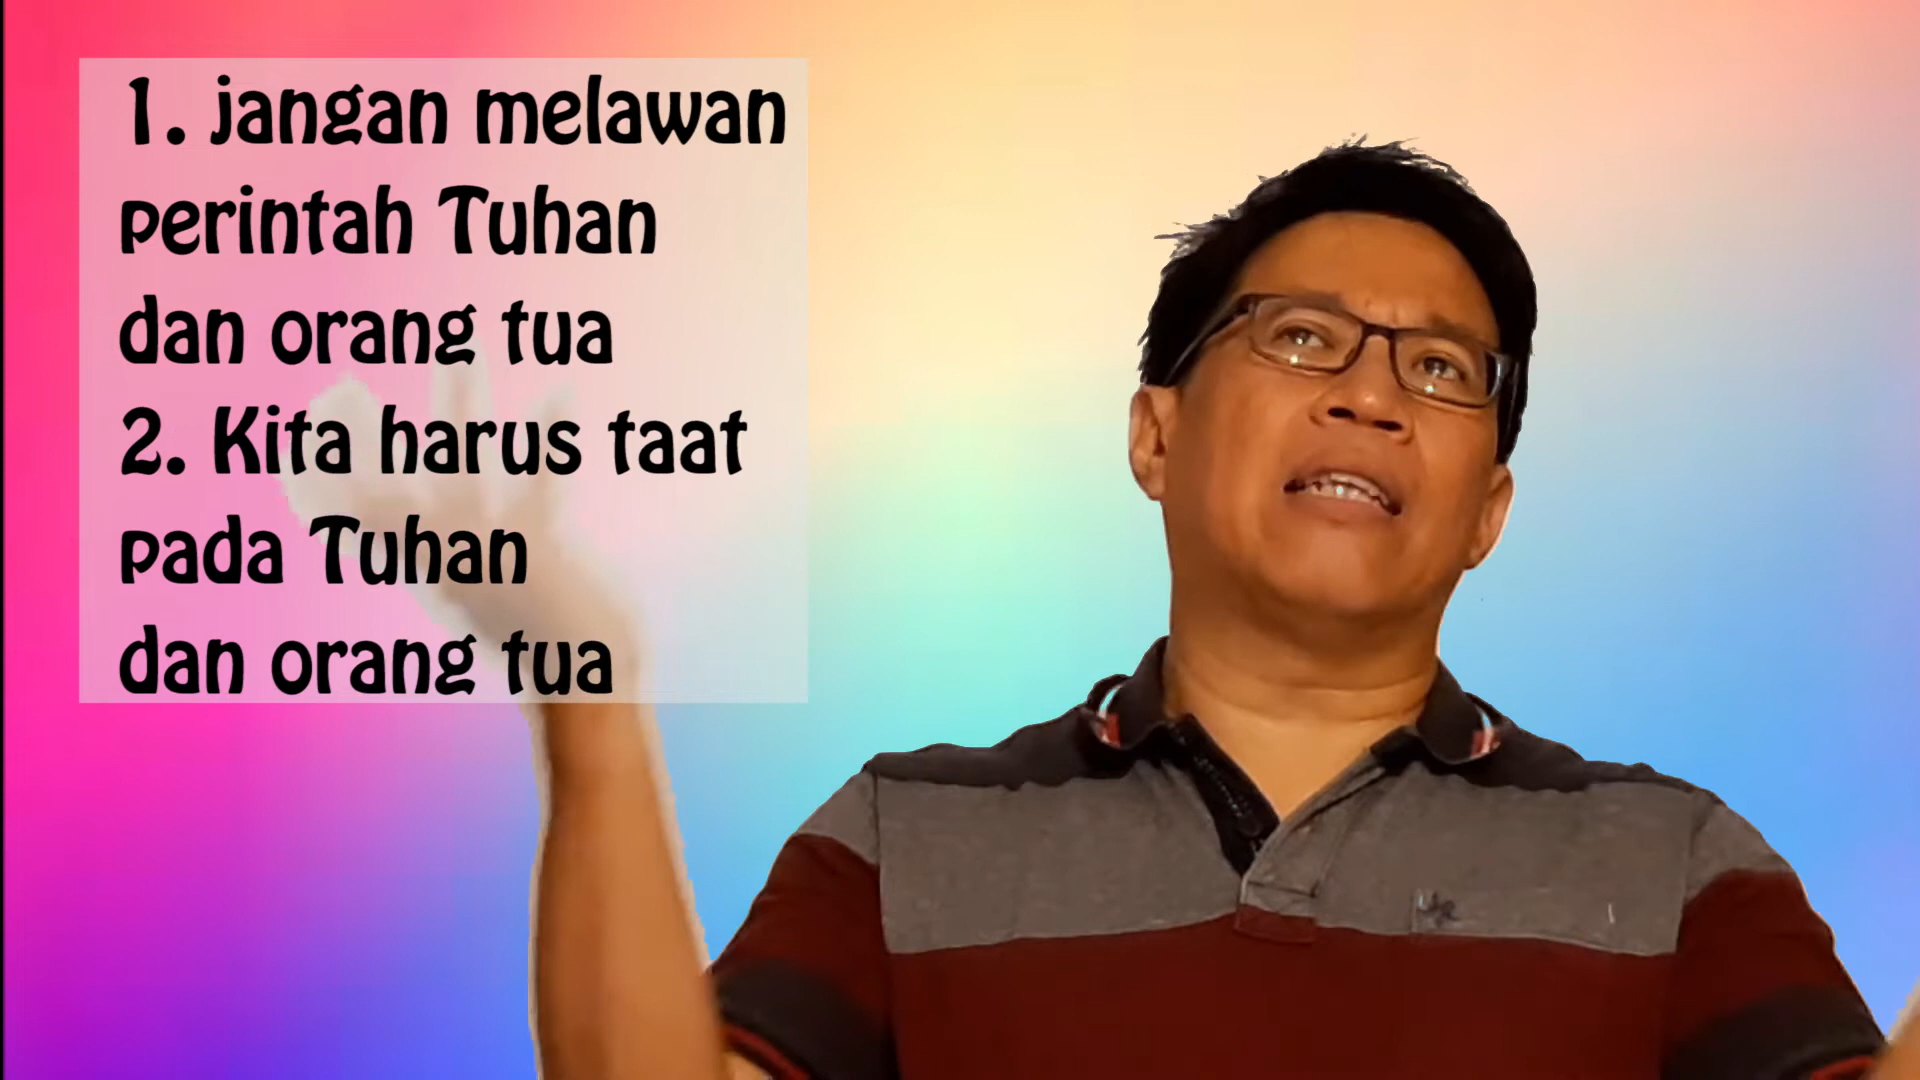 1. jangan melawan
perintah Tuhan
dan orang tua
2. Kita harus taat
pada Tuhan
dan orang tua